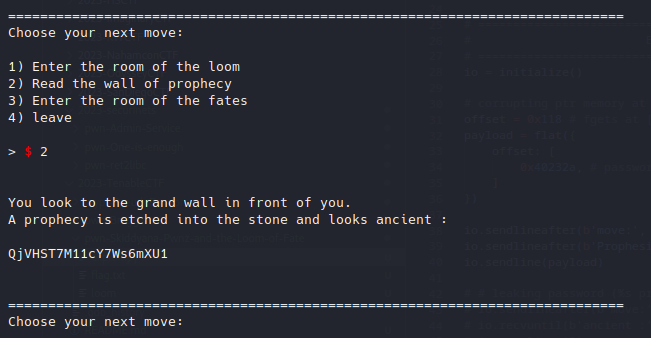 ===========================================================================
Choose your next move:
1) Enter the room of the loom
2) Read the wall of prophecy
3) Enter the room of the fates
4) leave
> $ 2
You look to the grand wall in front of you.
A prophecy is etched into the stone and looks ancient :
QjVHST7M11cY7Ws6mXU1
===========================================================================
Choose your next move: